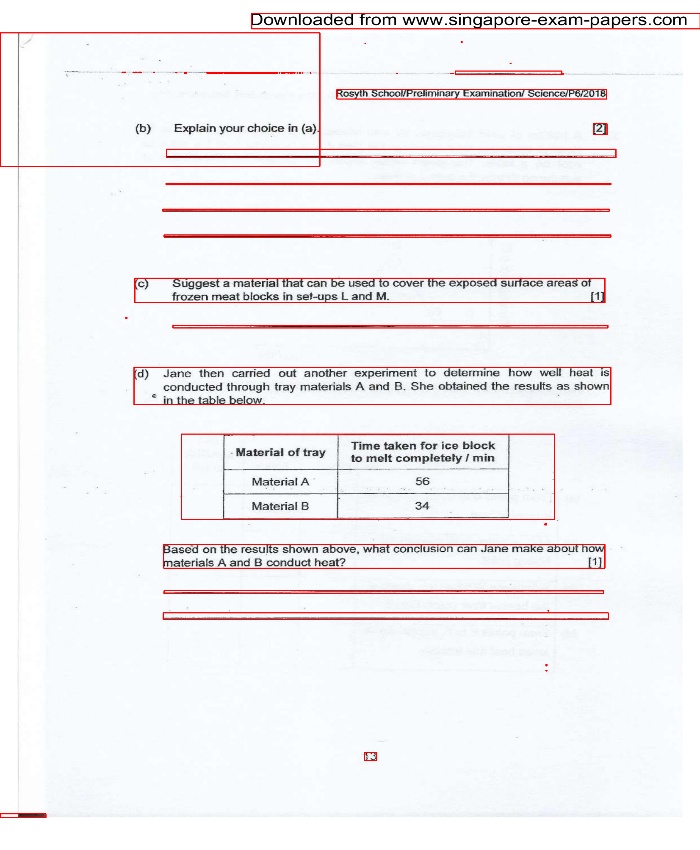 Downloaded from www.singapore-exam-papers.com
Rosyth School/Preliminary Examination/ Science/P6/2018
(b) Explain your choice in (a). [2]
(c) Suggest a material that can be used to cover the exposed surface areas of
frozen meat blocks in set-ups L and M. [1]
(d) Jane then carried out another experiment to determine how well heat is
conducted through tray materials A and B. She obtained the results as shown
in the table below.
Material of tray Time taken for ice block
to melt completely / min
Material A 56
Material B 34
Based on the results shown above, what conclusion can Jane make about how
materials A and B conduct heat? [1]
13